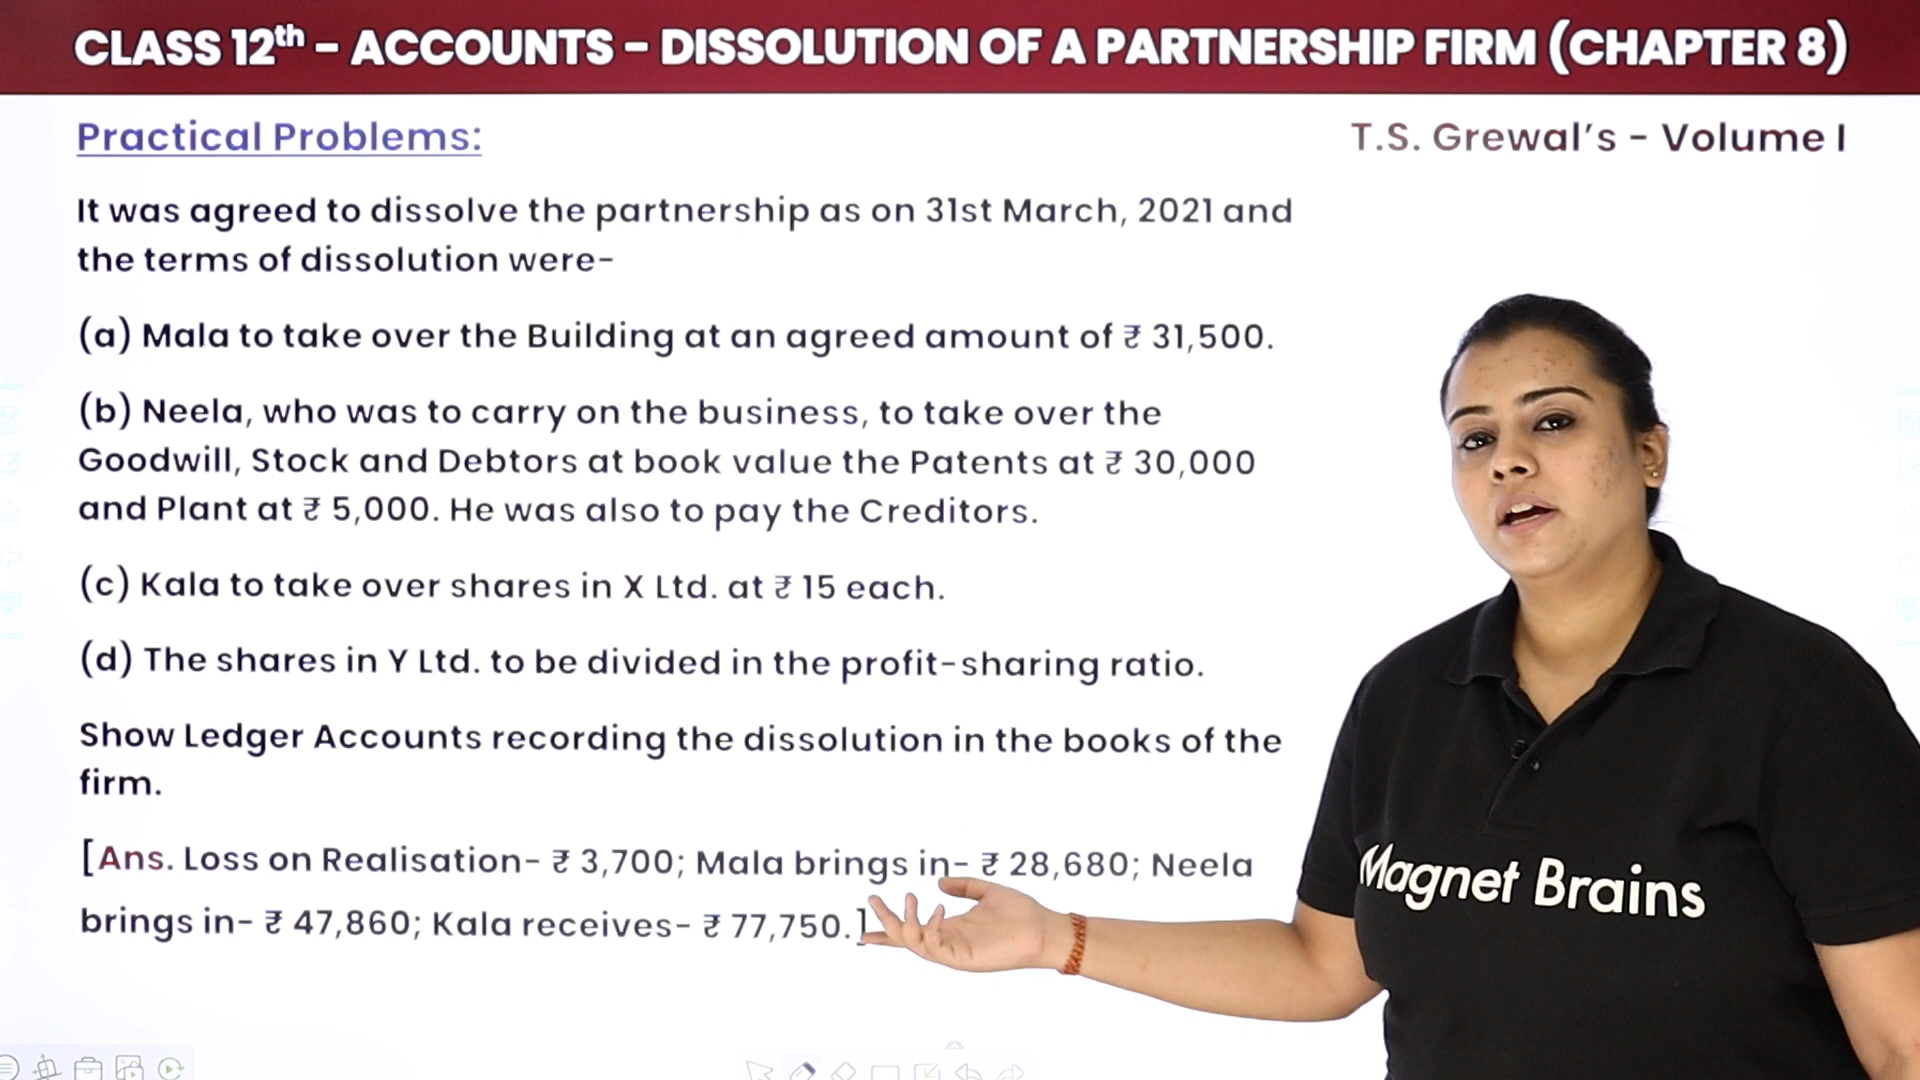 CLASS 12th – ACCOUNTS – DISSOLUTION OF A PARTNERSHIP FIRM (CHAPTER 8)
Practical Problems:
T.S. Grewal's - Volume I
It was agreed to dissolve the partnership as on 31st March, 2021 and
the terms of dissolution were-
(a) Mala to take over the Building at an agreed amount of ₹ 31,500.
(b) Neela, who was to carry on the business, to take over the
Goodwill, Stock and Debtors at book value the Patents at ₹ 30,000
and Plant at ₹ 5,000. He was also to pay the Creditors.
(c) Kala to take over shares in X Ltd. at ₹ 15 each.
(d) The shares in Y Ltd. to be divided in the profit-sharing ratio.
Show Ledger Accounts recording the dissolution in the books of the
firm.
[Ans. Loss on Realisation- ₹ 3,700; Mala brings in- ₹ 28,680; Neela
brings in- ₹ 47,860; Kala receives- ₹ 77,750.]
Magnet Brains